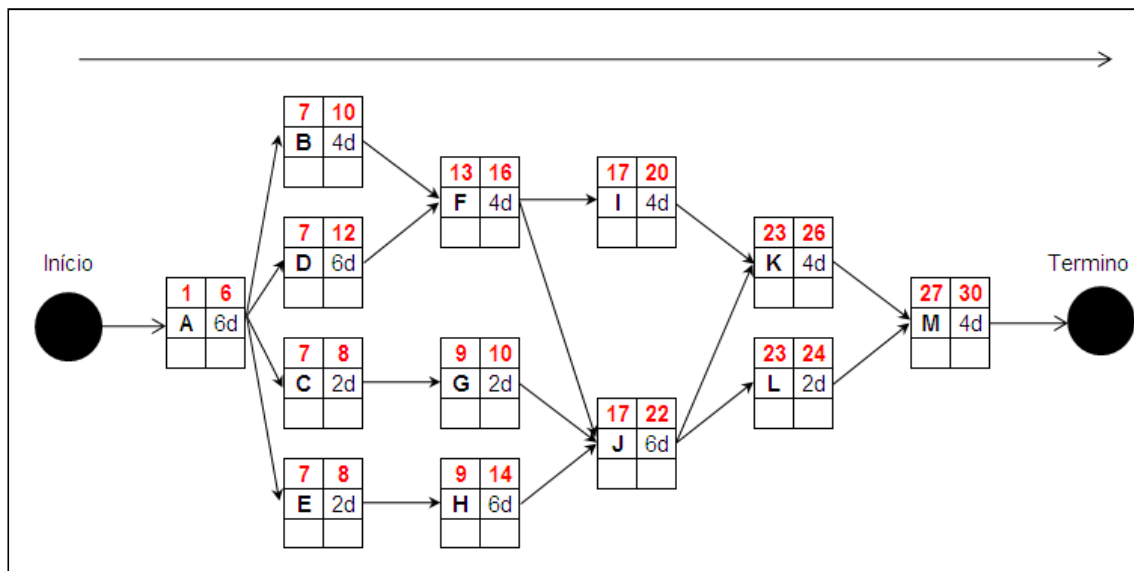 7 10
B 4d
13 16
F 4d
17 20
I 4d
7 12
D 6d
23 26
K 4d
Início
Termino
1 6
A 6d
27 30
M 4d
7 8
C 2d
9 10
G 2d
23 24
L 2d
17 22
J 6d
7 8
E 2d
9 14
H 6d